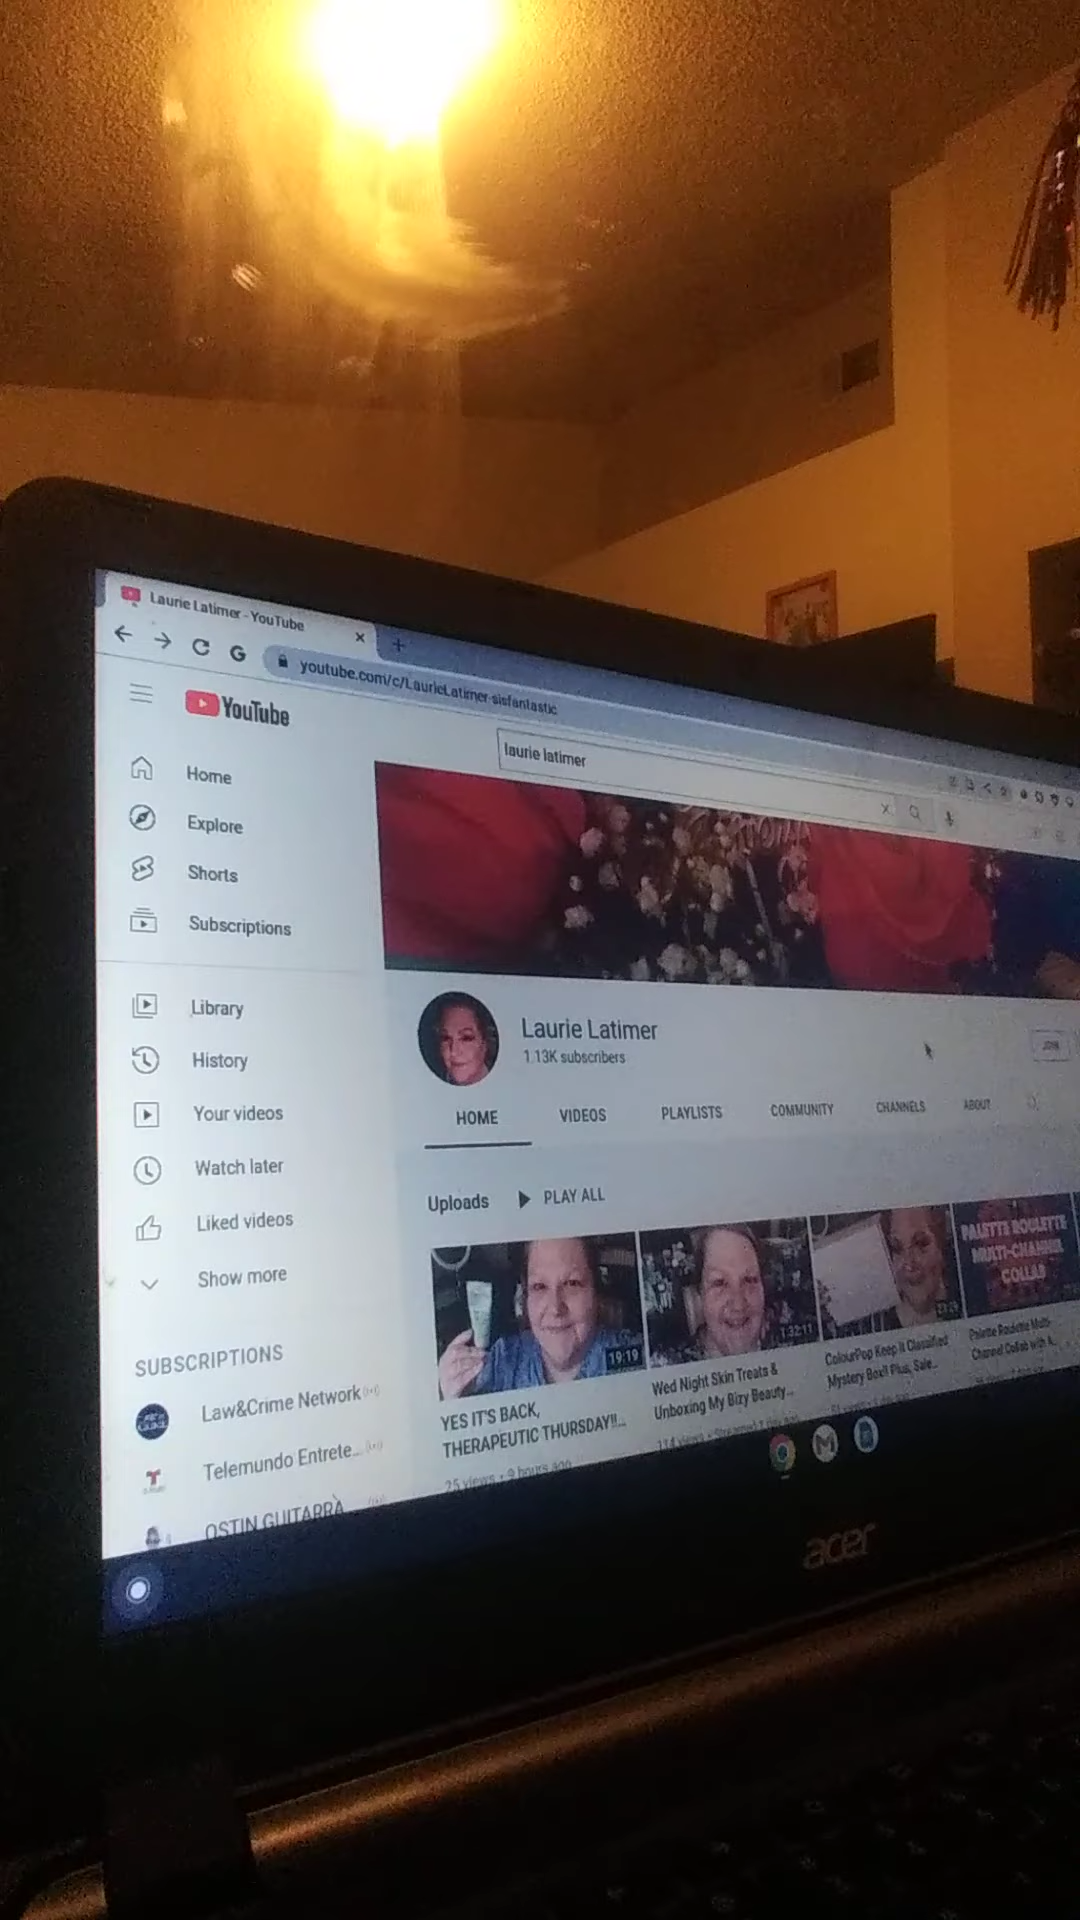 Laurie Latimer - YouTube
youtube.com/c/LaurieLatimer-sisfantastic
YouTube
laurie latimer
Home
Explore
Shorts
Subscriptions
Library
History
Your videos
Watch later
Liked videos
Show more
SUBSCRIPTIONS
Law&Crime Network
Telemundo Entrete...
OSTIN GUITARRA
Laurie Latimer
1.13K subscribers
JOIN
HOME
VIDEOS
PLAYLISTS
COMMUNITY
CHANNELS
ABOUT
Uploads
PLAY ALL
19:19
YES IT'S BACK,
THERAPEUTIC THURSDAY!!...
25 views • 9 hours ago
1:32:11
Wed Night Skin Treats &
Unboxing My Bizy Beauty...
114 views
ColourPop Keep It Classified
Mystery Box!! Plus, Sale...
PALETTE ROULETTE
MULTI-CHANNEL
COLLAB
Palette Roulette Multi-
Channel Collab with A...
acer